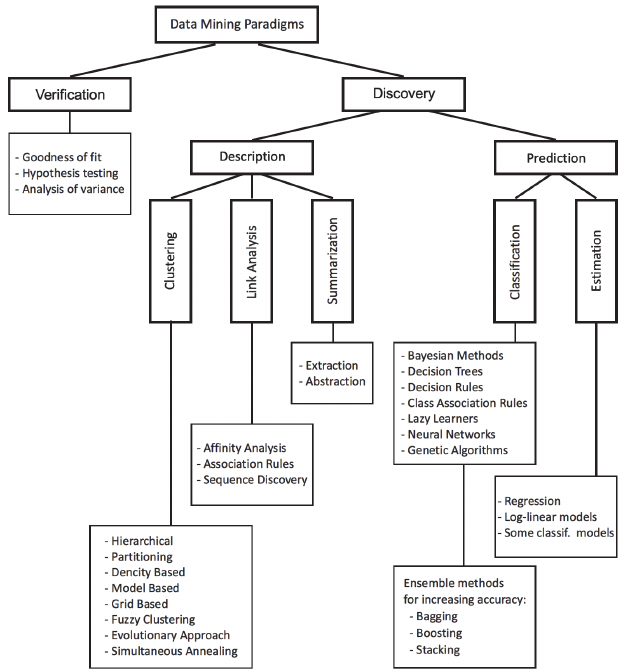 Data Mining Paradigms
Verification
Discovery
- Goodness of fit
- Hypothesis testing
- Analysis of variance
Description
Prediction
Clustering
Link Analysis
Summarization
Classification
Estimation
- Extraction
- Abstraction
- Bayesian Methods
- Decision Trees
- Decision Rules
- Class Association Rules
- Lazy Learners
- Neural Networks
- Genetic Algorithms
- Affinity Analysis
- Association Rules
- Sequence Discovery
- Regression
- Log-linear models
- Some classif. models
- Hierarchical
- Partitioning
- Dencity Based
- Model Based
- Grid Based
- Fuzzy Clustering
- Evolutionary Approach
- Simultaneous Annealing
Ensemble methods
for increasing accuracy:
- Bagging
- Boosting
- Stacking